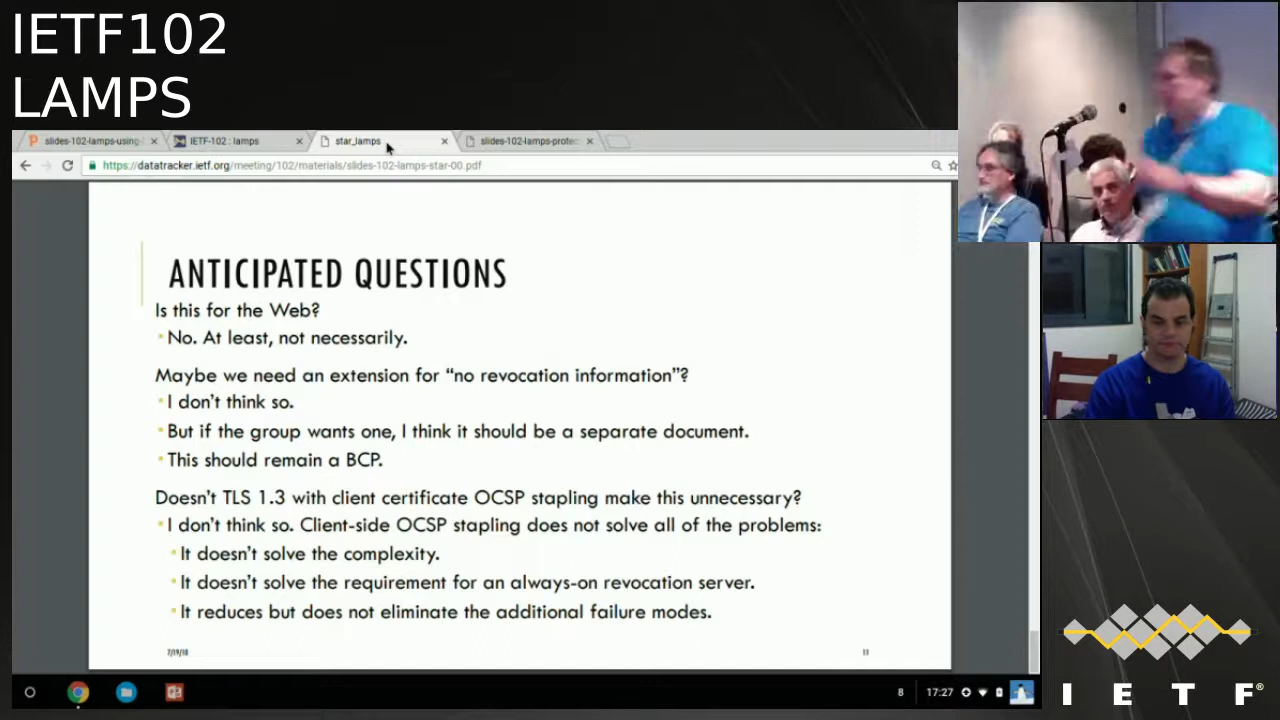 IETF102
LAMPS
slides-102-lamps-using-
IETF-102 : lamps
star_lamps
slides-102-lamps-protec
https://datatracker.ietf.org/meeting/102/materials/slides-102-lamps-star-00.pdf
ANTICIPATED QUESTIONS
Is this for the Web?
No. At least, not necessarily.
Maybe we need an extension for “no revocation information”?
I don’t think so.
But if the group wants one, I think it should be a separate document.
This should remain a BCP.
Doesn’t TLS 1.3 with client certificate OCSP stapling make this unnecessary?
I don’t think so. Client-side OCSP stapling does not solve all of the problems:
It doesn’t solve the complexity.
It doesn’t solve the requirement for an always-on revocation server.
It reduces but does not eliminate the additional failure modes.
7/19/18
11
8
17:27
I E T F®